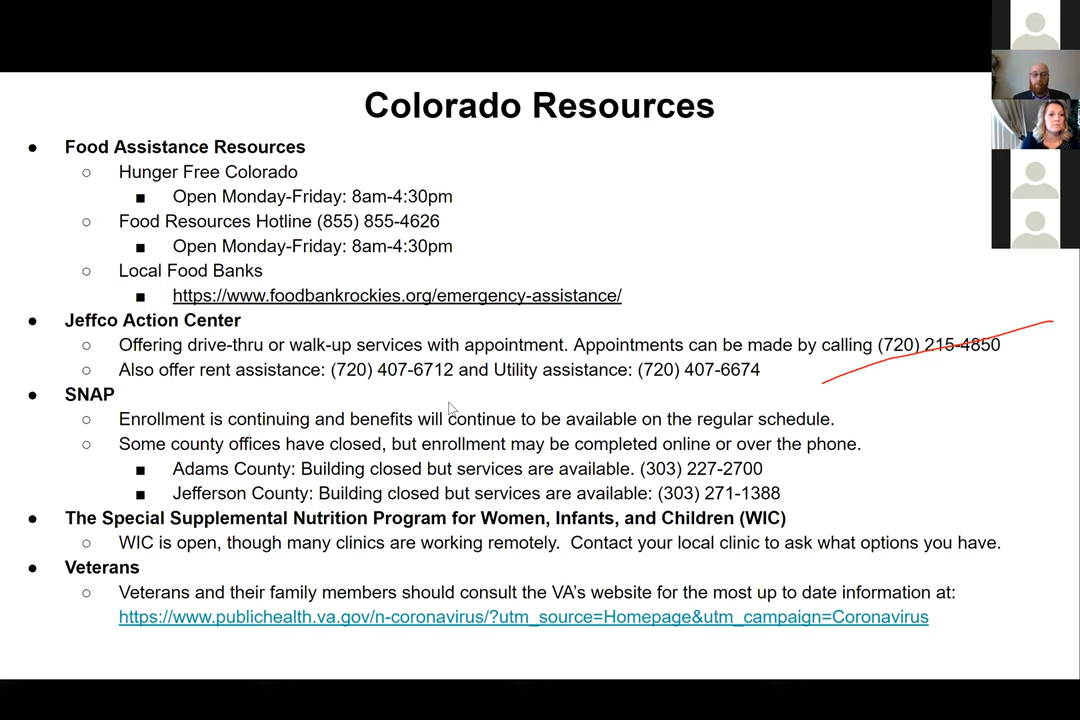 Colorado Resources
● Food Assistance Resources
○ Hunger Free Colorado
■ Open Monday-Friday: 8am-4:30pm
○ Food Resources Hotline (855) 855-4626
■ Open Monday-Friday: 8am-4:30pm
○ Local Food Banks
■ https://www.foodbankrockies.org/emergency-assistance/
● Jeffco Action Center
○ Offering drive-thru or walk-up services with appointment. Appointments can be made by calling (720) 215-4850
○ Also offer rent assistance: (720) 407-6712 and Utility assistance: (720) 407-6674
● SNAP
○ Enrollment is continuing and benefits will continue to be available on the regular schedule.
○ Some county offices have closed, but enrollment may be completed online or over the phone.
■ Adams County: Building closed but services are available. (303) 227-2700
■ Jefferson County: Building closed but services are available: (303) 271-1388
● The Special Supplemental Nutrition Program for Women, Infants, and Children (WIC)
○ WIC is open, though many clinics are working remotely.  Contact your local clinic to ask what options you have.
● Veterans
○ Veterans and their family members should consult the VA's website for the most up to date information at:
https://www.publichealth.va.gov/n-coronavirus/?utm_source=Homepage&utm_campaign=Coronavirus